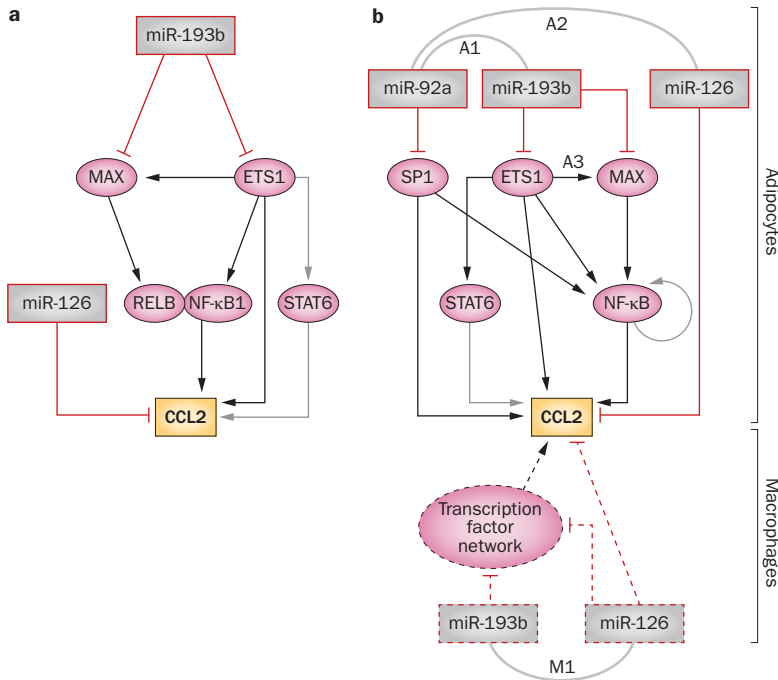 a
miR-193b
MAX
ETS1
miR-126
RELB
NF-κB1
STAT6
CCL2
b
A2
A1
miR-92a
miR-193b
miR-126
SP1
ETS1
A3
MAX
STAT6
NF-κB
CCL2
Adipocytes
Transcription
factor
network
miR-193b
miR-126
M1
Macrophages